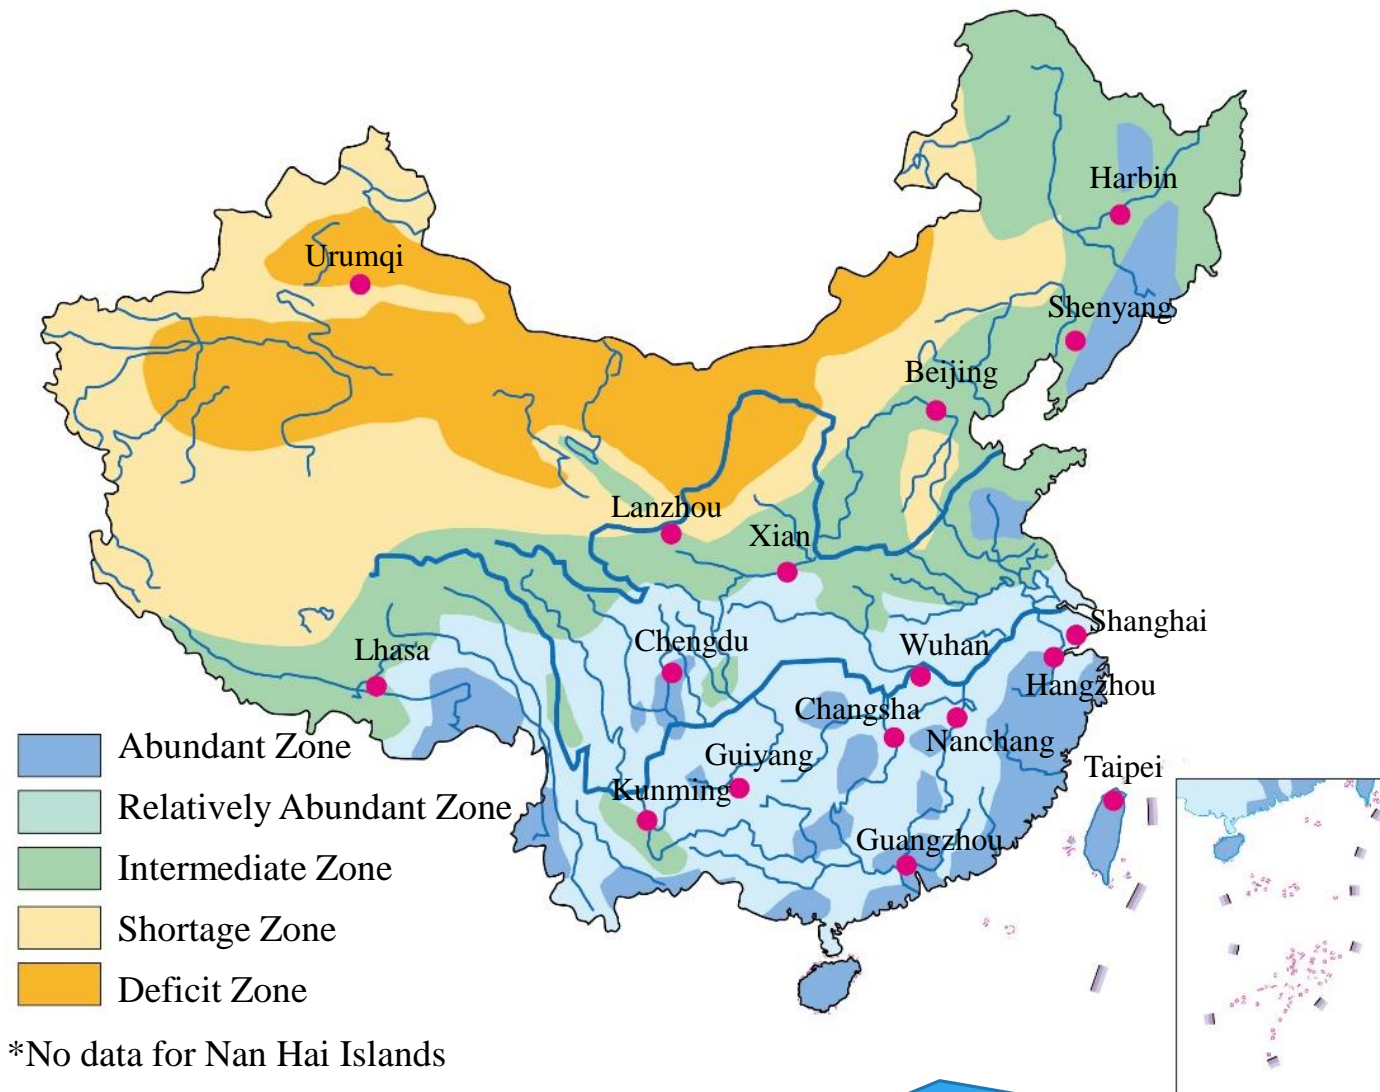 Harbin
Urumqi
Shenyang
Beijing
Lanzhou
Xian
Shanghai
Chengdu
Wuhan
Lhasa
Hangzhou
Changsha
Nanchang
Guiyang
Taipei
Kunming
Guangzhou
Abundant Zone
Relatively Abundant Zone
Intermediate Zone
Shortage Zone
Deficit Zone
*No data for Nan Hai Islands